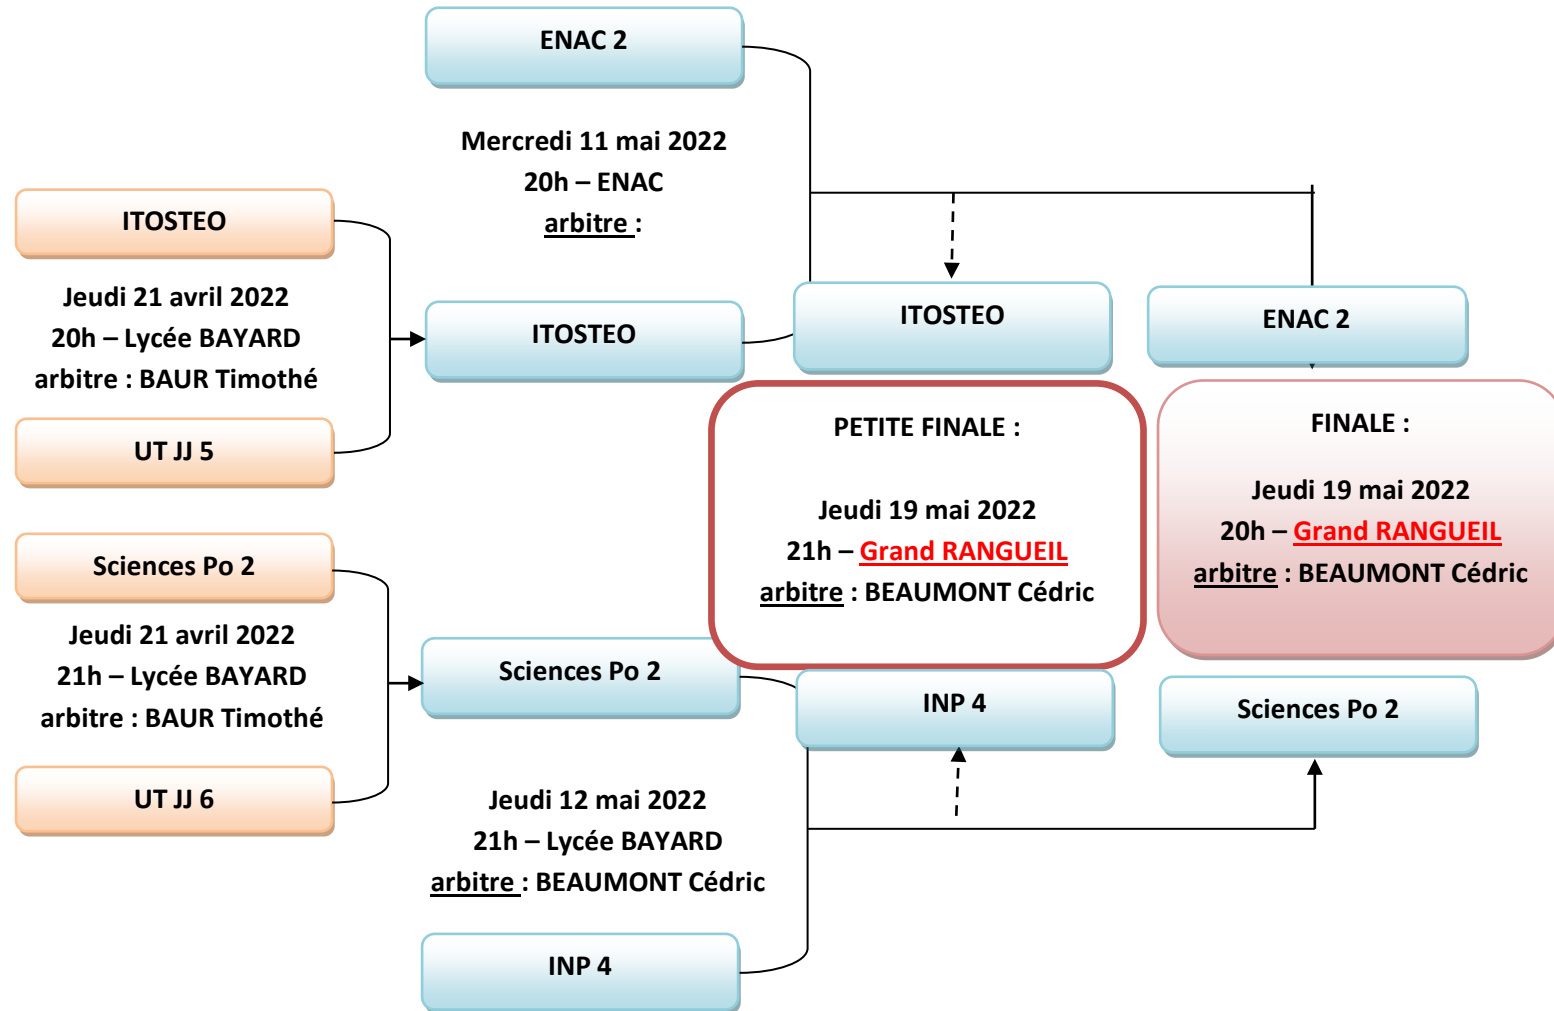 ENAC 2
Mercredi 11 mai 2022
20h – ENAC
arbitre :
ITOSTEO
Jeudi 21 avril 2022
20h – Lycée BAYARD
arbitre : BAUR Timothé
UT JJ 5
ITOSTEO
ITOSTEO
ENAC 2
PETITE FINALE :
Jeudi 19 mai 2022
21h – Grand RANGUEIL
arbitre : BEAUMONT Cédric
FINALE :
Jeudi 19 mai 2022
20h – Grand RANGUEIL
arbitre : BEAUMONT Cédric
Sciences Po 2
Jeudi 21 avril 2022
21h – Lycée BAYARD
arbitre : BAUR Timothé
UT JJ 6
Sciences Po 2
INP 4
Sciences Po 2
Jeudi 12 mai 2022
21h – Lycée BAYARD
arbitre : BEAUMONT Cédric
INP 4